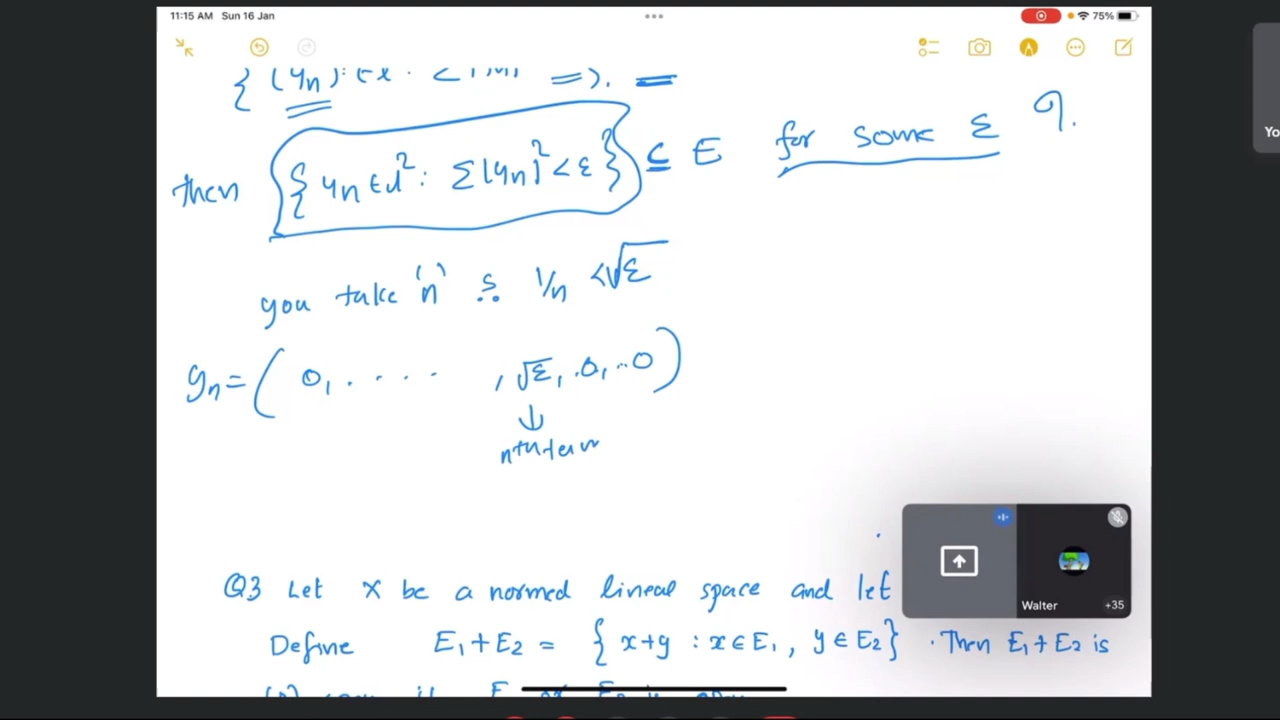 11:15 AM Sun 16 Jan
75%
then { yn ∈ l² : Σ|yn|² < ε } ⊆ E for some ε
you take 'n' s. 1/n < √ε
yn = ( 0, . . . . , √ε, .0, ..0 )
↓
nth term
Yo
Q3 Let X be a normed lineal space and let
Define E1 + E2 = { x+y : x ∈ E1, y ∈ E2 } . Then E1 + E2 is
Walter
+35